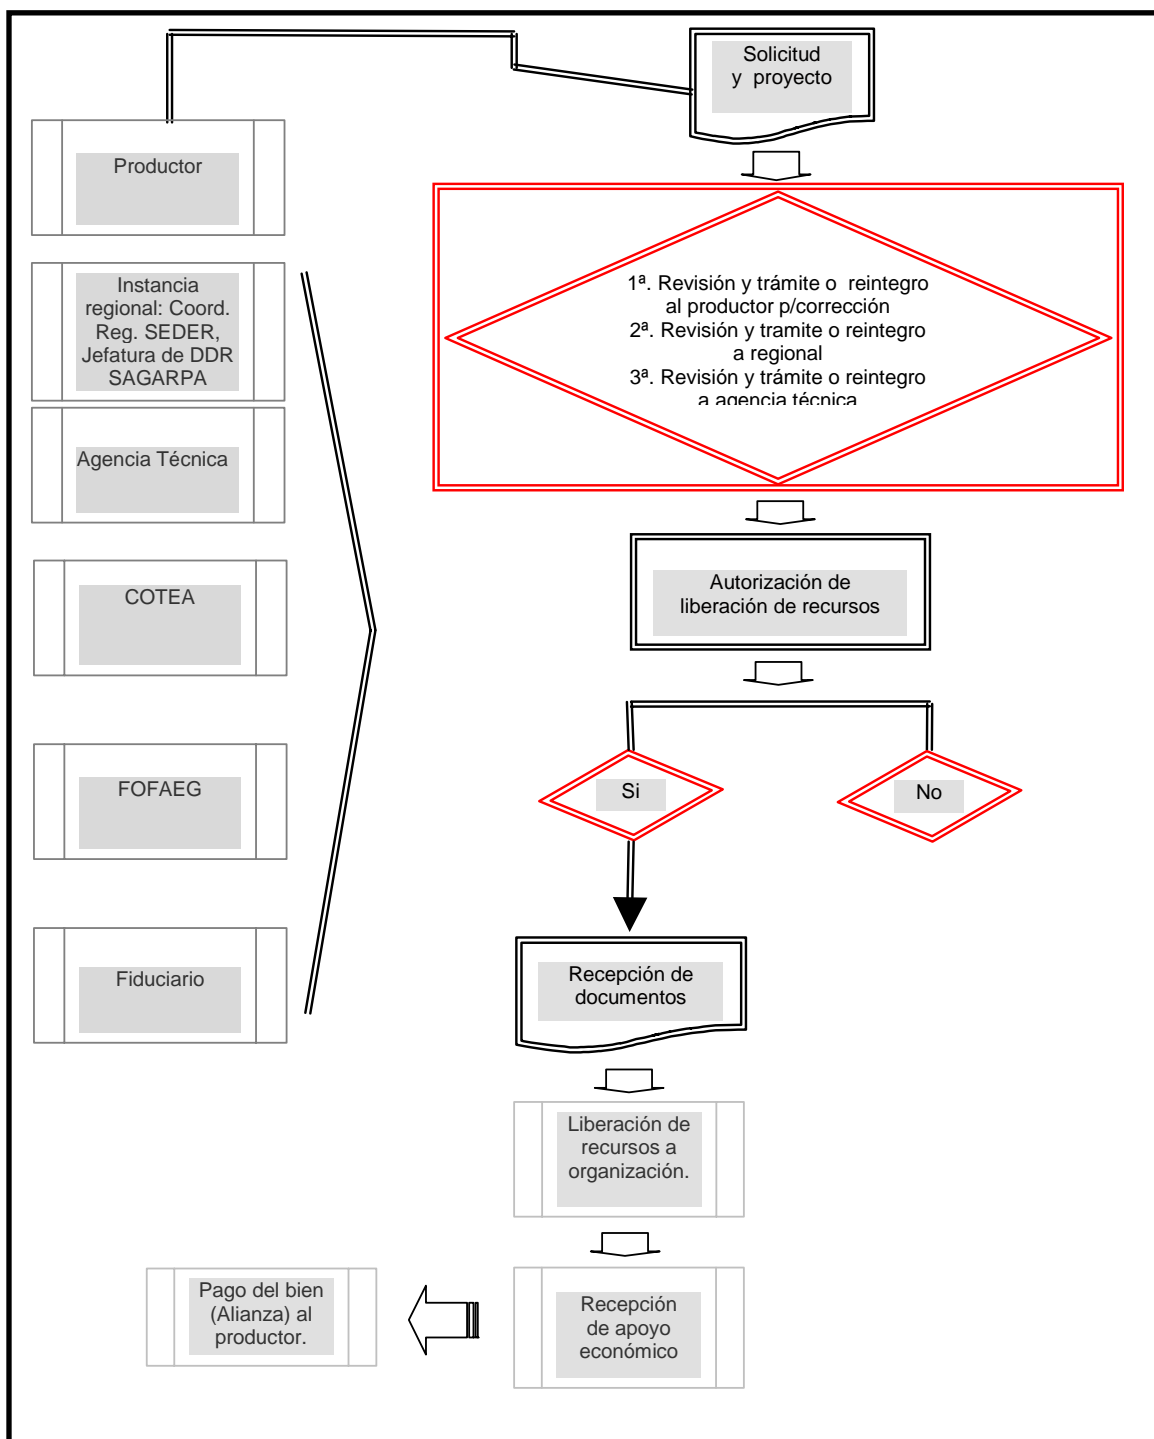 Solicitud
y proyecto
Productor
Instancia
regional: Coord.
Reg. SEDER,
Jefatura de DDR
SAGARPA
Agencia Técnica
COTEA
FOFAEG
Fiduciario
1ª. Revisión y trámite o reintegro
al productor p/corrección
2ª. Revisión y tramite o reintegro
a regional
3ª. Revisión y trámite o reintegro
a agencia técnica
Autorización de
liberación de recursos
Si
No
Recepción de
documentos
Liberación de
recursos a
organización.
Recepción
de apoyo
económico
Pago del bien
(Alianza) al
productor.